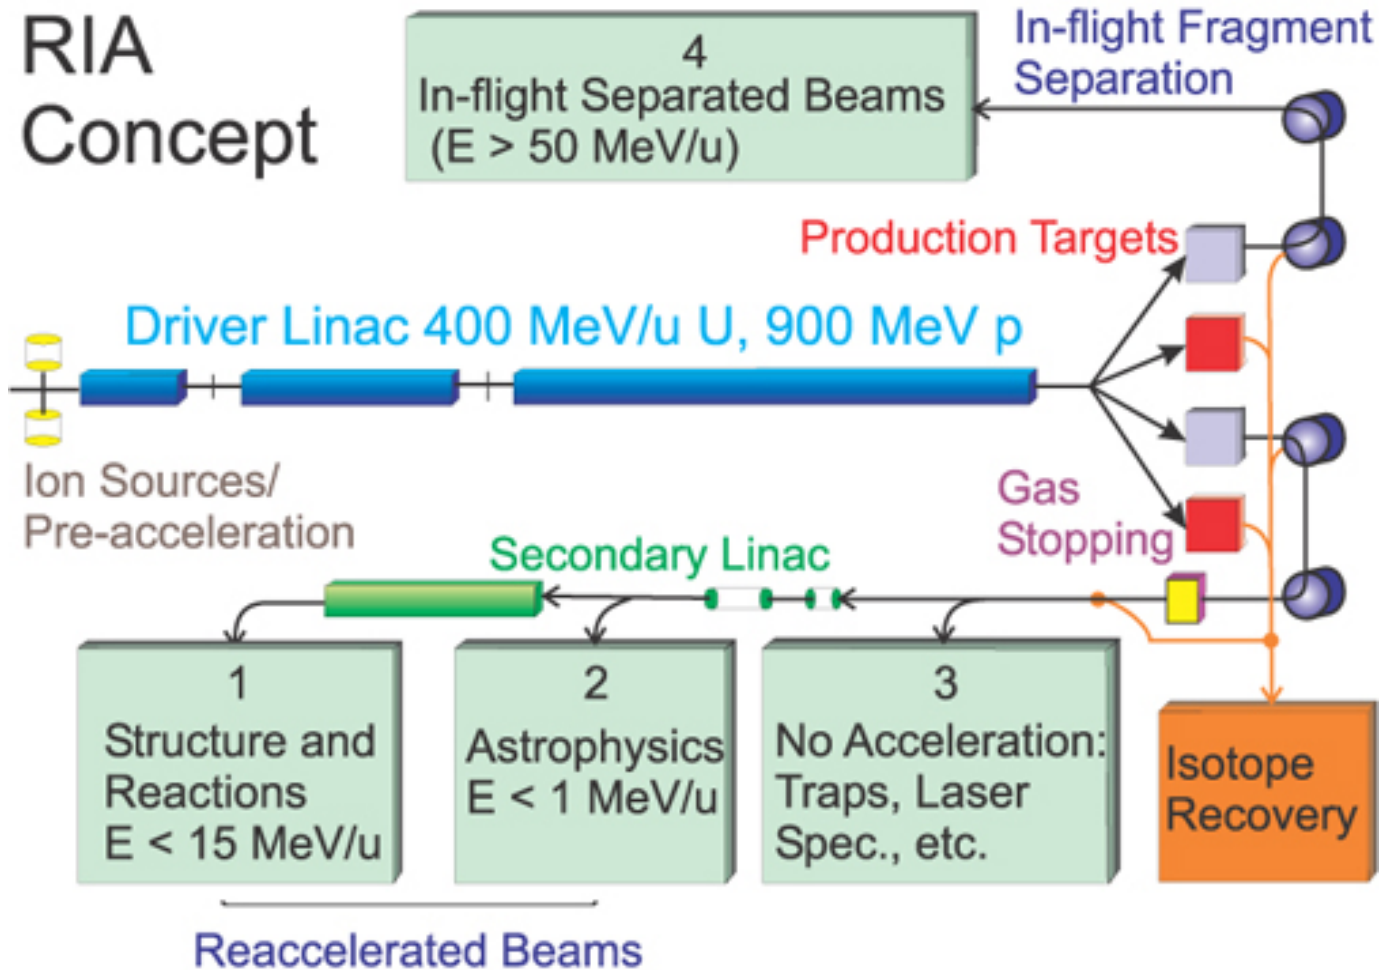 RIA
Concept
4
In-flight Separated Beams
(E > 50 MeV/u)
In-flight Fragment
Separation
Production Targets
Driver Linac 400 MeV/u U, 900 MeV p
Ion Sources/
Pre-acceleration
Gas
Stopping
Secondary Linac
1
Structure and
Reactions
E < 15 MeV/u
2
Astrophysics
E < 1 MeV/u
3
No Acceleration:
Traps, Laser
Spec., etc.
Isotope
Recovery
Reaccelerated Beams